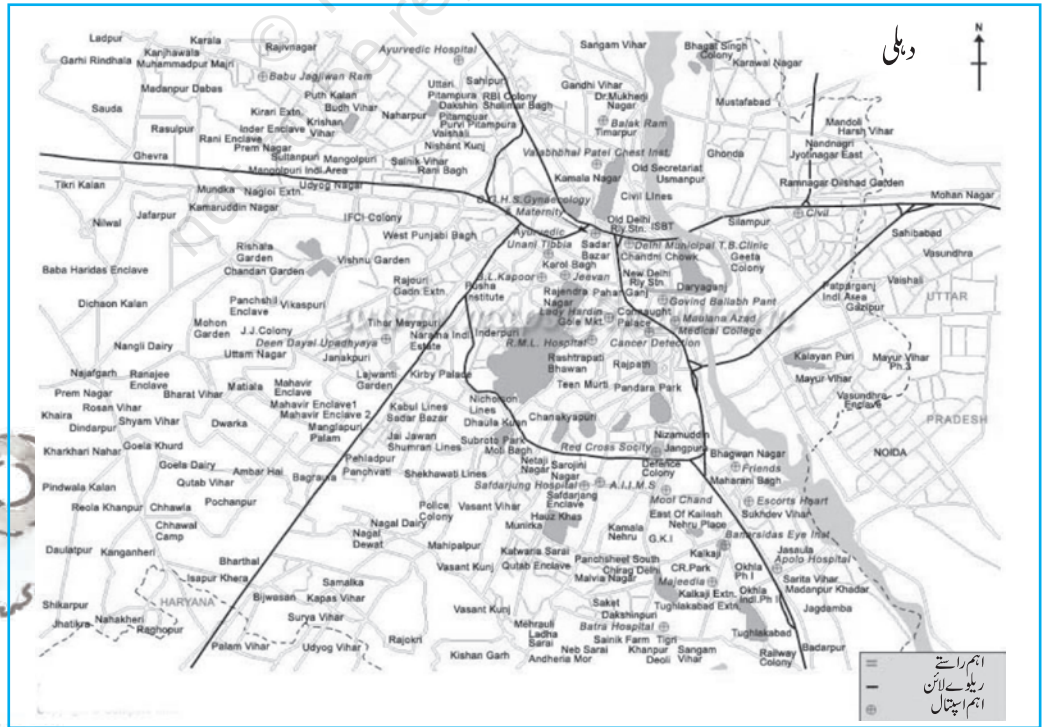 دہلی
N
Ladpur
Karala
Garhi Rindhala
Kanjhawala
Muhammadpur Majri
Rajivnagar
Ayurvedic Hospital
Sangam Vihar
Bhagat Singh
Colony
Karawal Nagar
Babu Jagjiwan Ram
Madanpur Dabas
Puth Kalan
Uttari
Pitampura
Sahipur
RBI Colony
Gandhi Vihar
Dr.Mukherji
Nagar
Mustafabad
Sauda
Kirari Extn.
Budh Vihar
Krishan
Vihar
Naharpur
Dakshin
Pitampuar
Shalimar Bagh
Purvi Pitampura
Vaishali
Balak Ram
Timarpur
Mandoli
Harsh Vihar
Rasulpur
Rani Enclave
Inder Enclave
Prem Nagar
Nishant Kunj
Ghevra
Sultanpuri
Mangolpuri
Mangolpuri Indl.Area
Sainik Vihar
Rani Bagh
Valabhbhai Patel Chest Inst.
Old Secretariat
Ghonda
Nandnagri
Jyotinagar East
Tikri Kalan
Mundka
Nagloi Extn.
Udyog Nagar
Kamala Nagar
Usmanpur
Ramnagar
Dilshad Garden
Mohan Nagar
Nilwal
Jafarpur
Kamaruddin Nagar
IFCI-Colony
C.G.H.S.Gynaecology
& Maternity
Civil Lines
Silampur
Civil
West Punjabi Bagh
Ayurvedic
Unani Tibbia
Old Delhi
Rly Stn.
ISBT
Sadar
Bazar
Delhi Municipal T.B.Clinic
Chandni Chowk
Geeta
Colony
Sahibabad
Vasundhra
Rishala
Garden
Chandan Garden
Vishnu Garden
Karol Bagh
Baba Haridas Enclave
Rajouri
Gadn Extn.
B.L.Kapoor
Jeevan
New Delhi
Rly Stn.
Daryaganj
Vaishali
Dichaon Kalan
Panchshil
Enclave
Vikaspuri
Pusha
Institute
Rajendra
Nagar
Pahar Ganj
Govind Ballabh Pant
Patparganj
Indl Area
Gazipur
UTTAR
Mohon
Garden
J.J.Colony
Tihar
Mayapuri
Lady Hardin
Gole Mkt.
Connaught
Palace
Maulana Azad
Medical College
Nangli Dairy
Deen Dayal Upadhyaya
Uttam Nagar
Janakpuri
Naraina Indl
Estate
Inderpuri
R.M.L. Hospital
Cancer Detection
Najafgarh
Ranajee
Enclave
Matiala
Mahavir
Enclave
Lajwanti
Garden
Kirby Palace
Rashtrapati
Bhawan
Rajpath
Kalayan Puri
Mayur Vihar
Ph.3
Prem Nagar
Bharat Vihar
Teen Murti
Pandara Park
Mayur Vihar
Vasundhra
Enclave
Khaira
Rosan Vihar
Dindarpur
Shyam Vihar
Dwarka
Mahavir Enclave1
Mahavir Enclave 2
Manglapuri
Palam
Kabul Lines
Sadar Bazar
Nicholson
Lines
Dhaula Kuan
Chanakyapuri
PRADESH
Kharkhari Nahar
Goela Khurd
Jai Jawan
Shumran Lines
Subroto Park
Moti Bagh
Red Cross Socity
Nizamuddin
Jangpura
Bhagwan Nagar
NOIDA
Goela Dairy
Qutab Vihar
Ambar Hai
Pehladpur
Panchvati
Bagrawa
Shekhawati Lines
Netaji
Nagar
Sarojini
Nagar
Defence
Colony
Friends
Maharani Bagh
Pindwala Kalan
Safdarjung Hospital
A.I.I.M.S
Safdarjang
Enclave
Mool Chand
Escorts Heart
Reola Khanpur
Chhawla
Pochanpur
Police
Colony
Vasant Vihar
Hauz Khas
East Of Kailash
Nehru Place
Sukhdev Vihar
Chhawal
Camp
Nagal Dairy
Nagal
Dewat
Munirka
Kamala
Nehru
G.K.I
Banarsidas Eye Inst
Daulatpur
Kanganheri
Mahipalpur
Katwaria Sarai
Kalkaji
Jasaula
Apolo Hospital
Bharthal
Vasant Kunj
Qutab Enclave
Panchsheel South
Chirag Delhi
Malvia Nagar
CR.Park
Okhla
Ph I
Sarita Vihar
Madanpur Khadar
Isapur Khera
Samalka
Majeedia
Kalkaji Extn.
Okhla
Indl.Ph II
Shikarpur
HARYANA
Bijwasan
Kapas Vihar
Vasant Kunj
Saket
Dakshinpuri
Tughlakabad Extn.
Jagdamba
Jhatikra
Nahakheri
Raghopur
Surya Vihar
Mehrauli
Ladha
Sarai
Batra Hospital
Tughlakabad
Palam Vihar
Udyog Vihar
Rajokri
Kishan Garh
Neb Sarai
Andheria Mor
Sainik Farm
Tigri
Khanpur
Deoli
Sangam
Vihar
Railway
Colony
Badarpur
اہم راستے
ریلوے لائن
اہم اسپتال